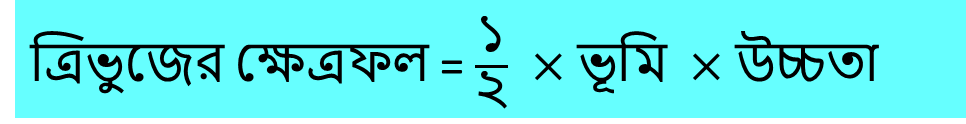 ত্রিভুজের ক্ষেত্রফল = ১/২ × ভূমি × উচ্চতা